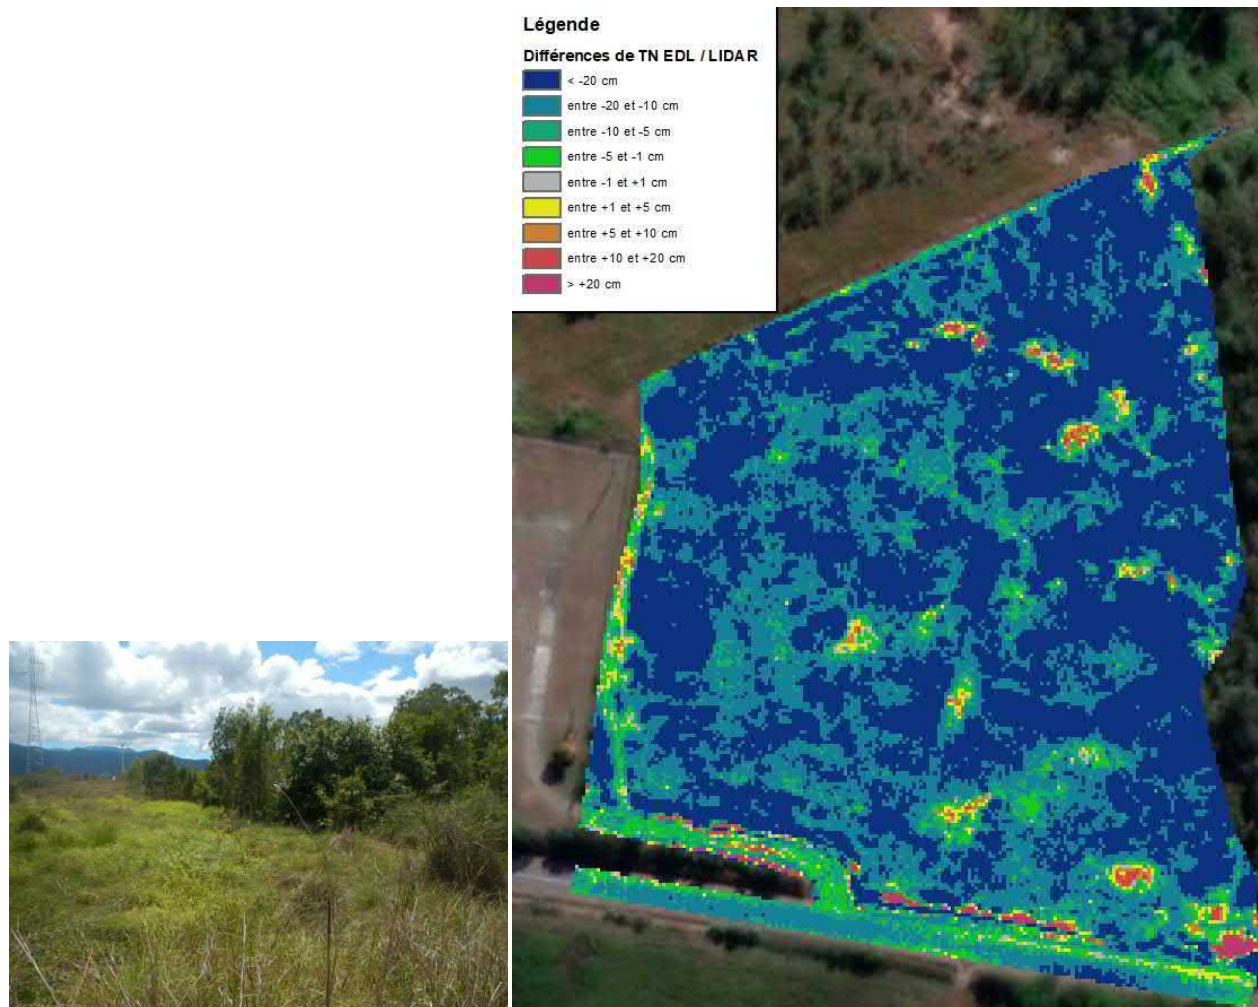 Légende
Différences de TN EDL / LIDAR
< -20 cm
entre -20 et -10 cm
entre -10 et -5 cm
entre -5 et -1 cm
entre -1 et +1 cm
entre +1 et +5 cm
entre +5 et +10 cm
entre +10 et +20 cm
> +20 cm